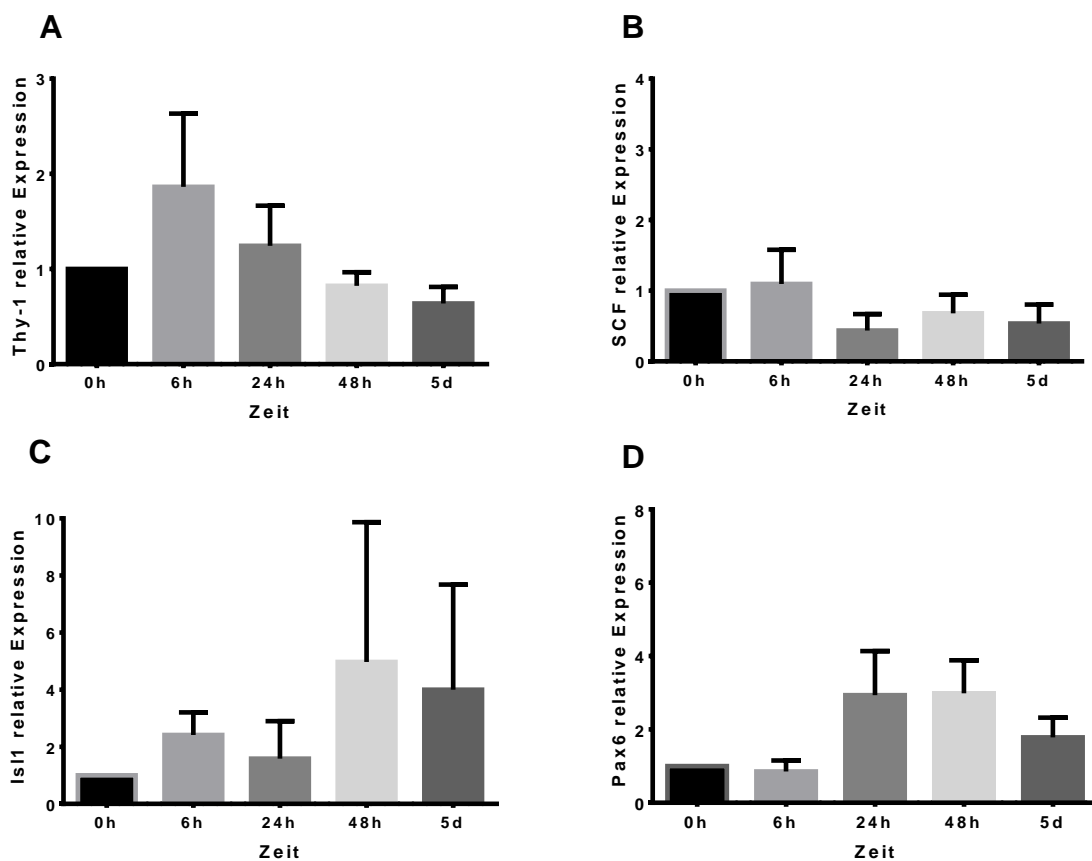 A
Thy-1 relative Expression
3
2
1
0
0h 6h 24h 48h 5d
Zeit
B
SCF relative Expression
4
3
2
1
0
0h 6h 24h 48h 5d
Zeit
C
Isl1 relative Expression
10
8
6
4
2
0
0h 6h 24h 48h 5d
Zeit
D
Pax6 relative Expression
8
6
4
2
0
0h 6h 24h 48h 5d
Zeit